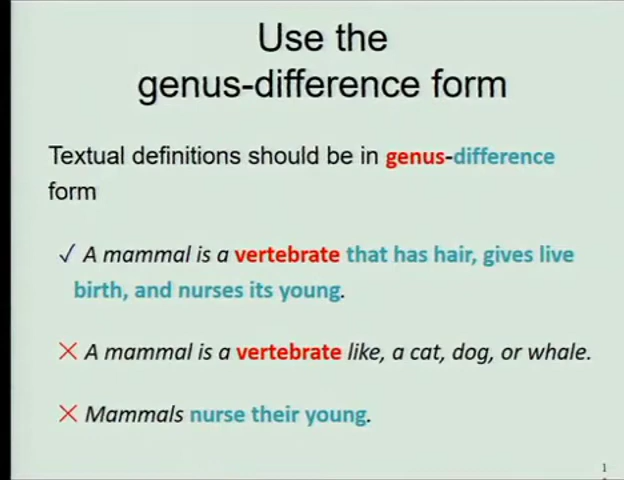 Use the
genus-difference form
Textual definitions should be in genus-difference
form
✓ A mammal is a vertebrate that has hair, gives live
birth, and nurses its young.
✕ A mammal is a vertebrate like, a cat, dog, or whale.
✕ Mammals nurse their young.
1